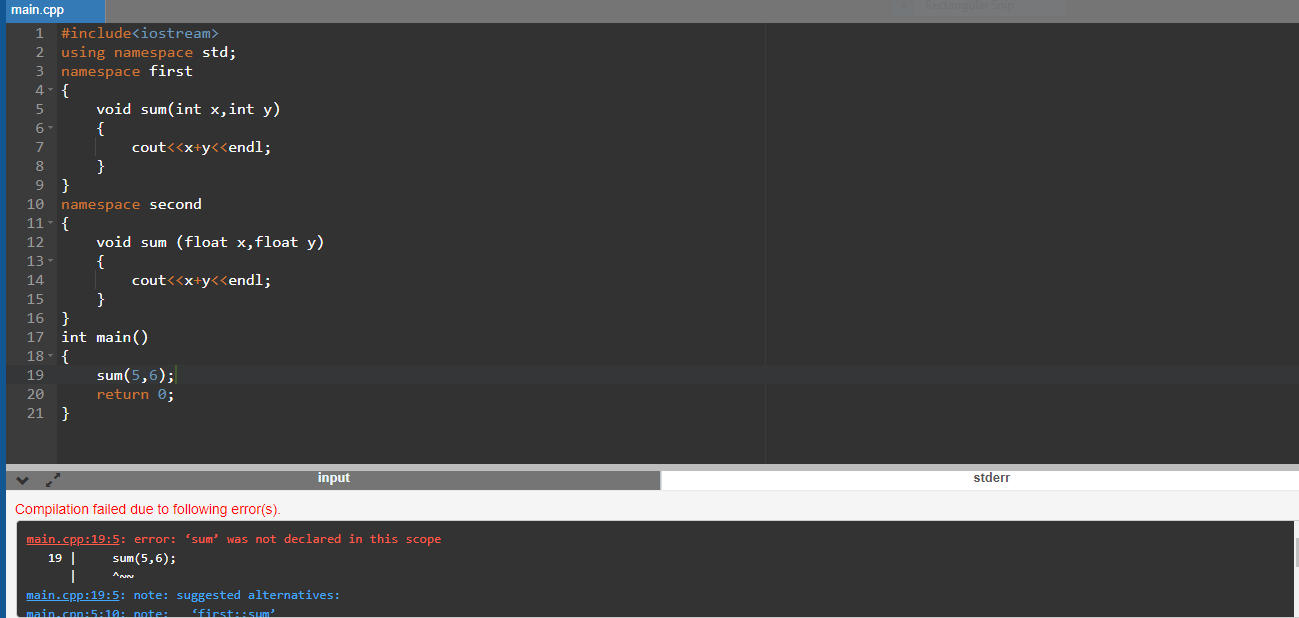 main.cpp
Rectangular Snip
1 #include<iostream>
2 using namespace std;
3 namespace first
4 {
5     void sum(int x,int y)
6     {
7         cout<<x+y<<endl;
8     }
9 }
10 namespace second
11 {
12     void sum (float x,float y)
13     {
14         cout<<x+y<<endl;
15     }
16 }
17 int main()
18 {
19     sum(5,6);
20     return 0;
21 }
input stderr
Compilation failed due to following error(s).
main.cpp:19:5: error: ‘sum’ was not declared in this scope
19 |     sum(5,6);
|     ^~~
main.cpp:19:5: note: suggested alternatives:
main.cpp:5:10: note:   ‘first::sum’